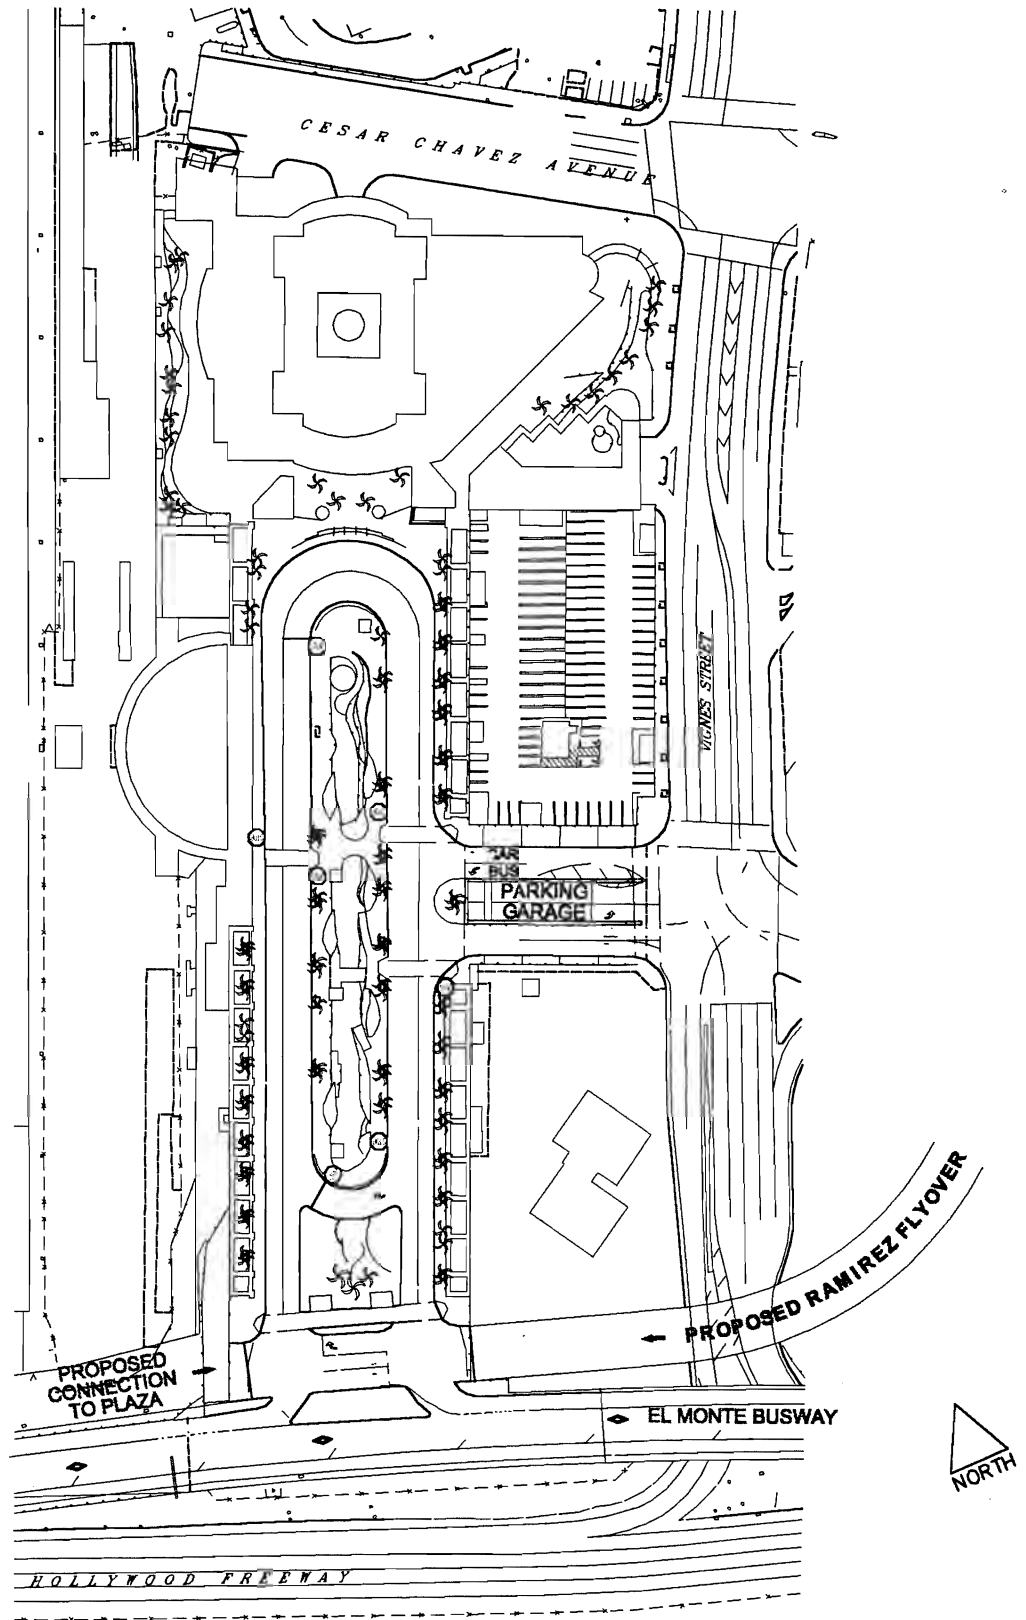 CESAR CHAVEZ AVENUE
VIGNES STREET
CAR
BUS
PARKING
GARAGE
PROPOSED RAMIREZ FLYOVER
PROPOSED
CONNECTION
TO PLAZA
EL MONTE BUSWAY
NORTH
HOLLYWOOD FREEWAY